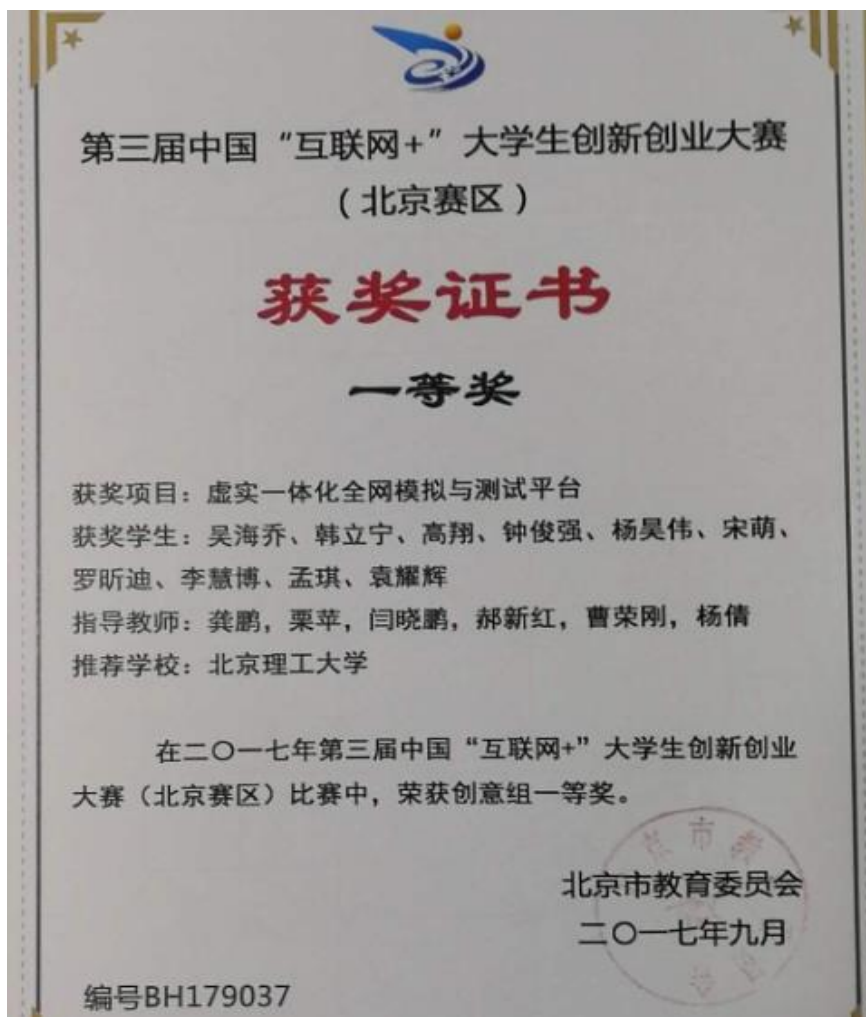 第三届中国“互联网+”大学生创新创业大赛
（北京赛区）
获奖证书
一等奖
获奖项目：虚实一体化全网模拟与测试平台
获奖学生：吴海乔、韩立宁、高翔、钟俊强、杨昊伟、宋萌、
罗昕迪、李慧博、孟琪、袁耀辉
指导教师：龚鹏，栗苹，闫晓鹏，郝新红，曹荣刚，杨倩
推荐学校：北京理工大学
在二〇一七年第三届中国“互联网+”大学生创新创业
大赛（北京赛区）比赛中，荣获创意组一等奖。
北京市教育委员会
二〇一七年九月
编号BH179037